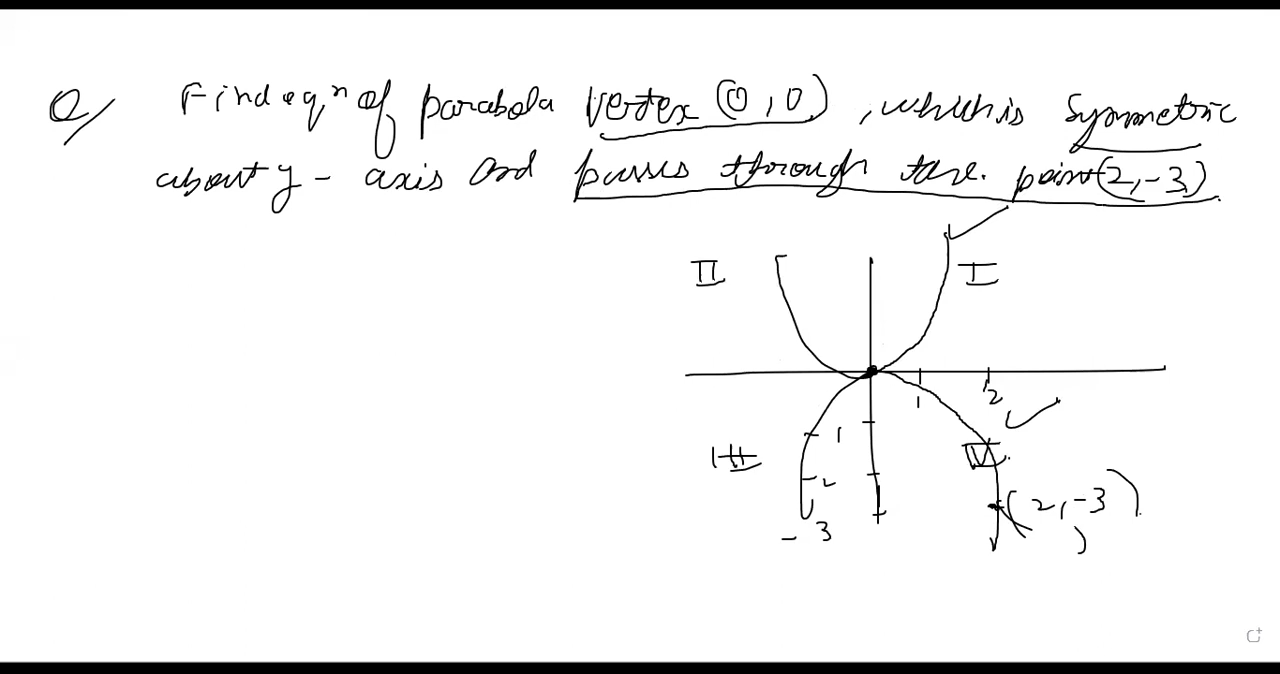 Q/ Find eqn of parabola vertex (0,0), which is symmetric
about y-axis and passes through the point(2,-3)
II I
1 2
1
III IV
2 (2,-3)
-3